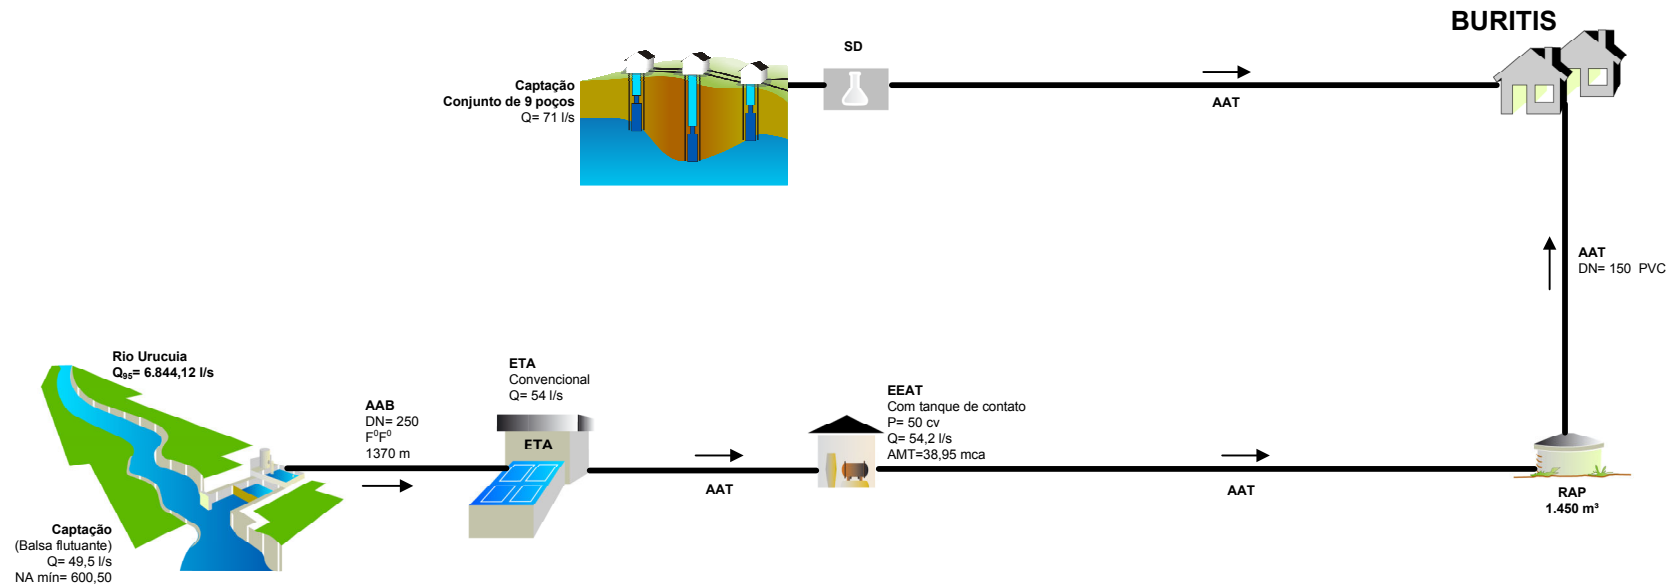 BURITIS
SD
Captação
Conjunto de 9 poços
Q= 71 l/s
AAT
AAT
DN= 150 PVC
Rio Urucuia
Q₉₅= 6.844,12 l/s
ETA
Convencional
Q= 54 l/s
AAB
DN= 250
F⁰F⁰
1370 m
EEAT
Com tanque de contato
P= 50 cv
Q= 54,2 l/s
AMT=38,95 mca
ETA
AAT
AAT
RAP
1.450 m³
Captação
(Balsa flutuante)
Q= 49,5 l/s
NA mín= 600,50